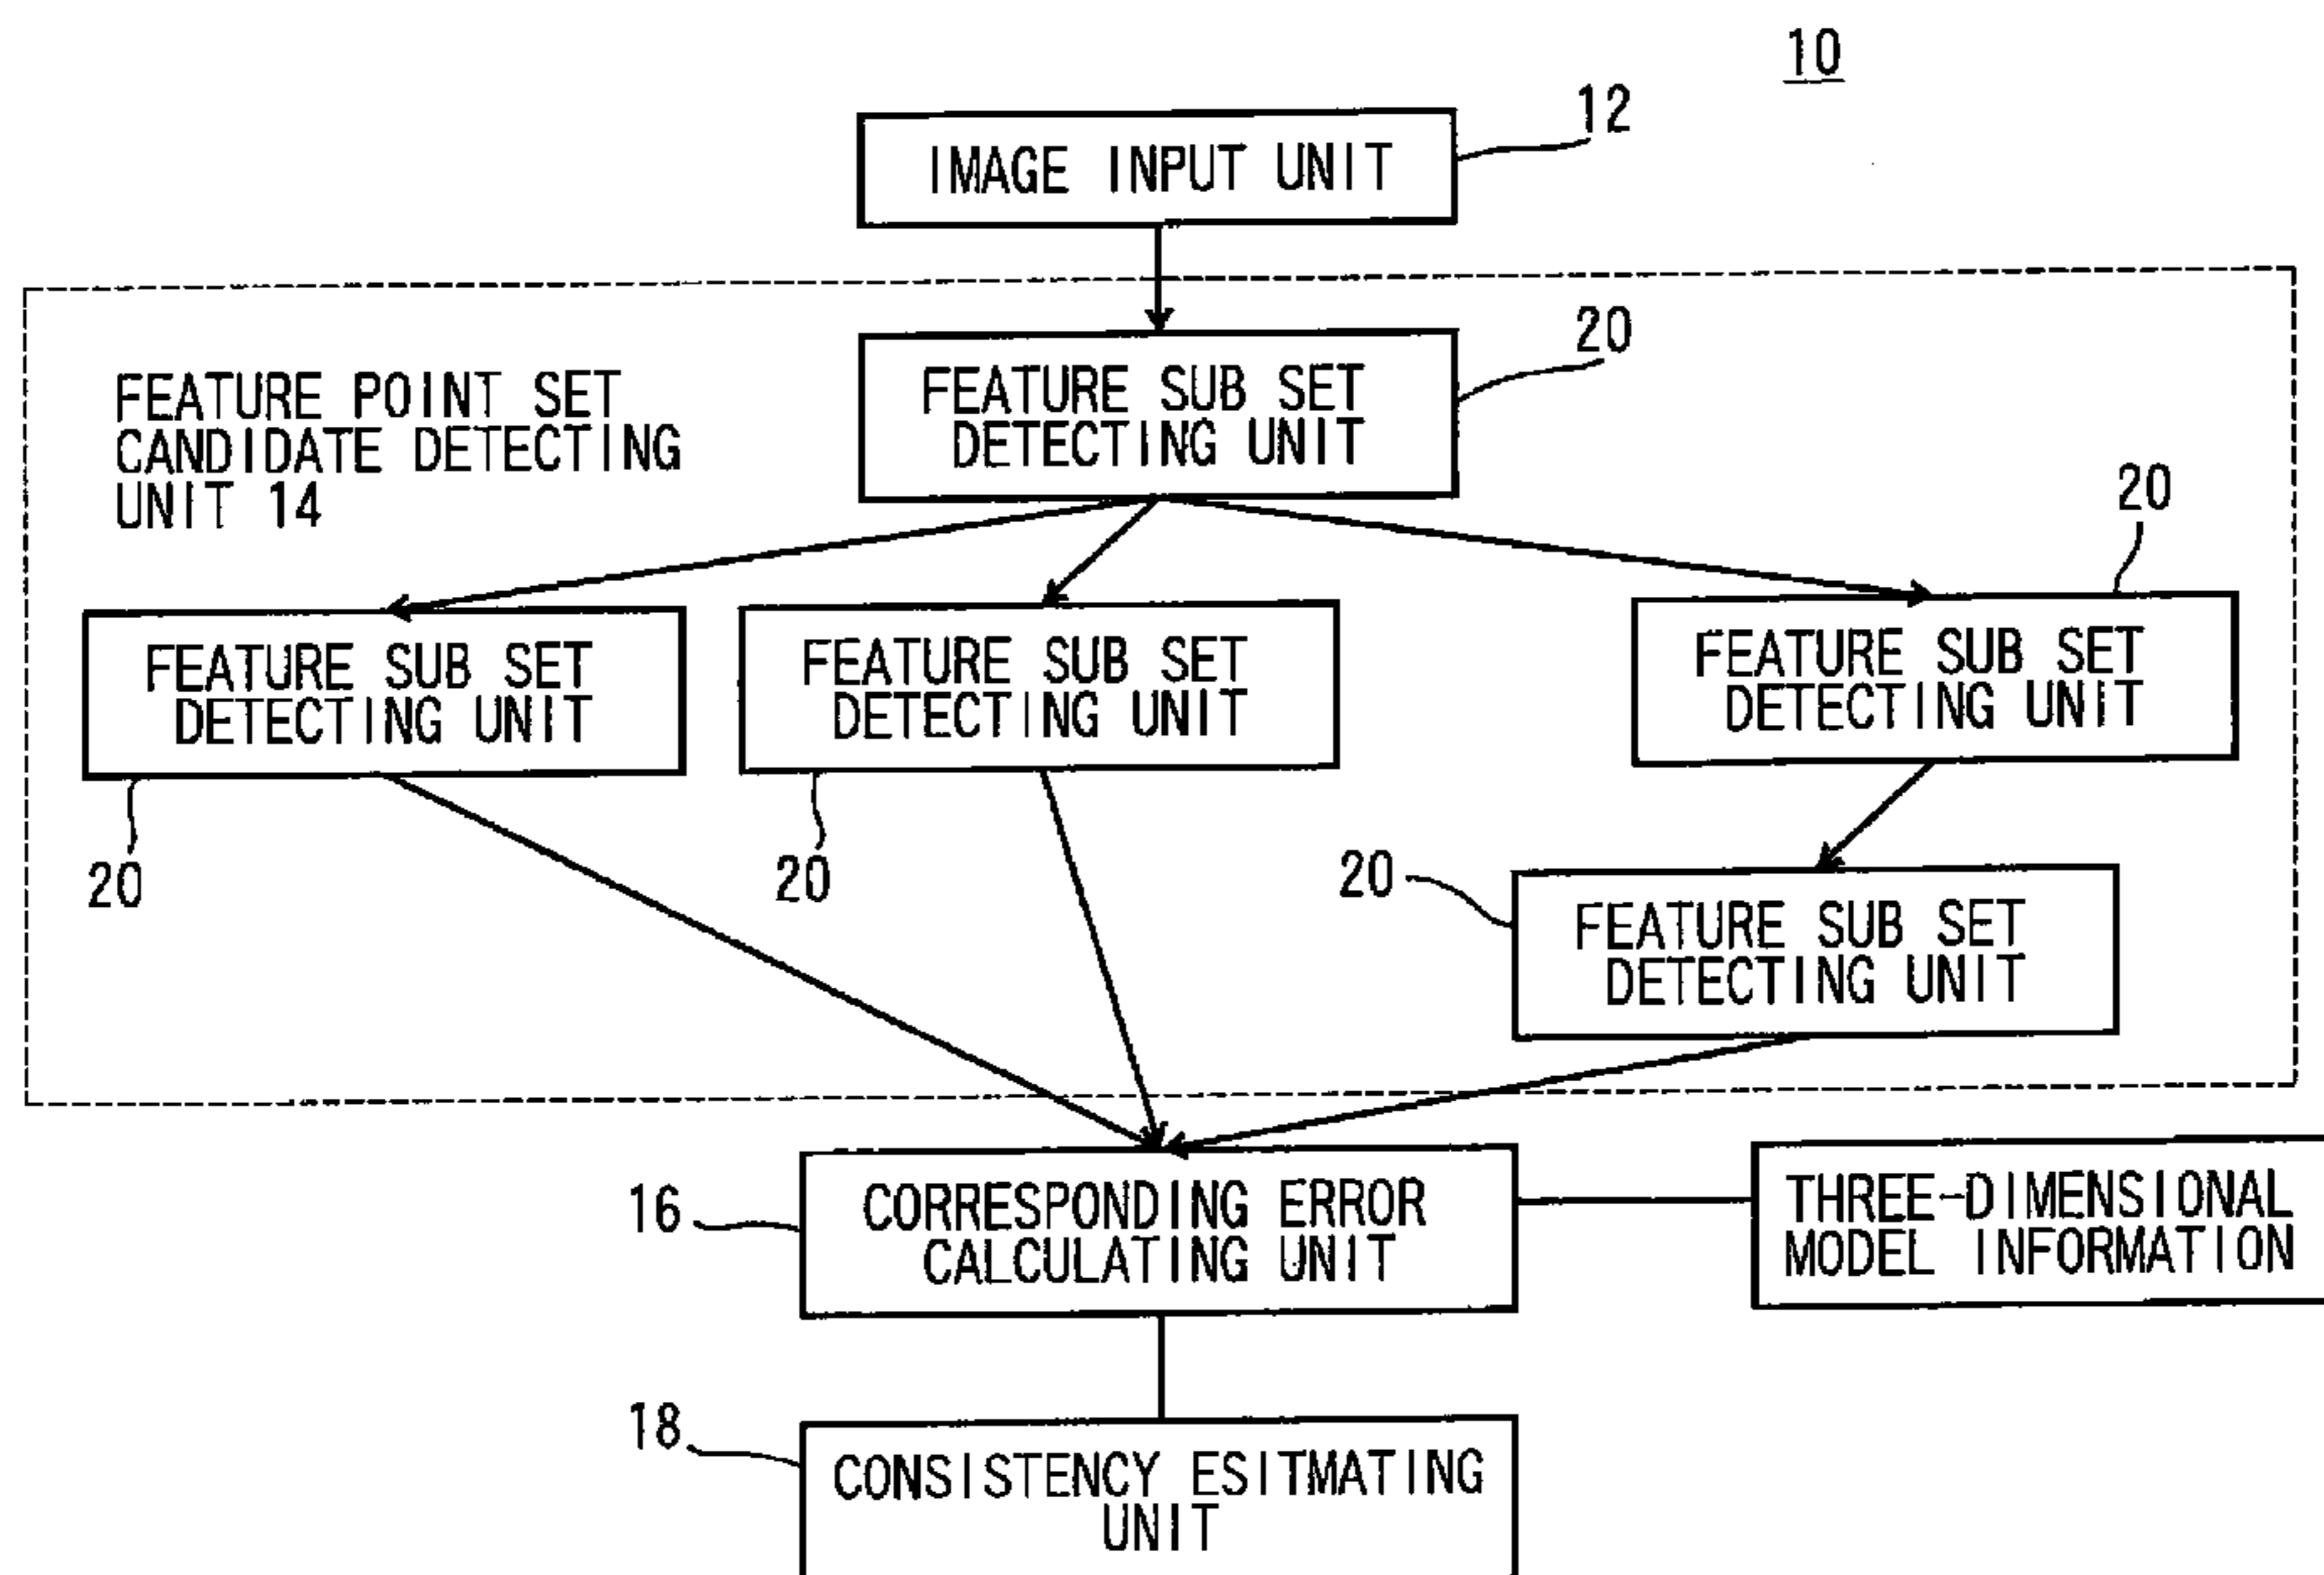 10
12
IMAGE INPUT UNIT
20
FEATURE POINT SET
CANDIDATE DETECTING
UNIT 14
FEATURE SUB SET
DETECTING UNIT
20
FEATURE SUB SET
DETECTING UNIT
20
FEATURE SUB SET
DETECTING UNIT
20
FEATURE SUB SET
DETECTING UNIT
20
FEATURE SUB SET
DETECTING UNIT
16
CORRESPONDING ERROR
CALCULATING UNIT
THREE-DIMENSIONAL
MODEL INFORMATION
18
CONSISTENCY ESITMATING
UNIT